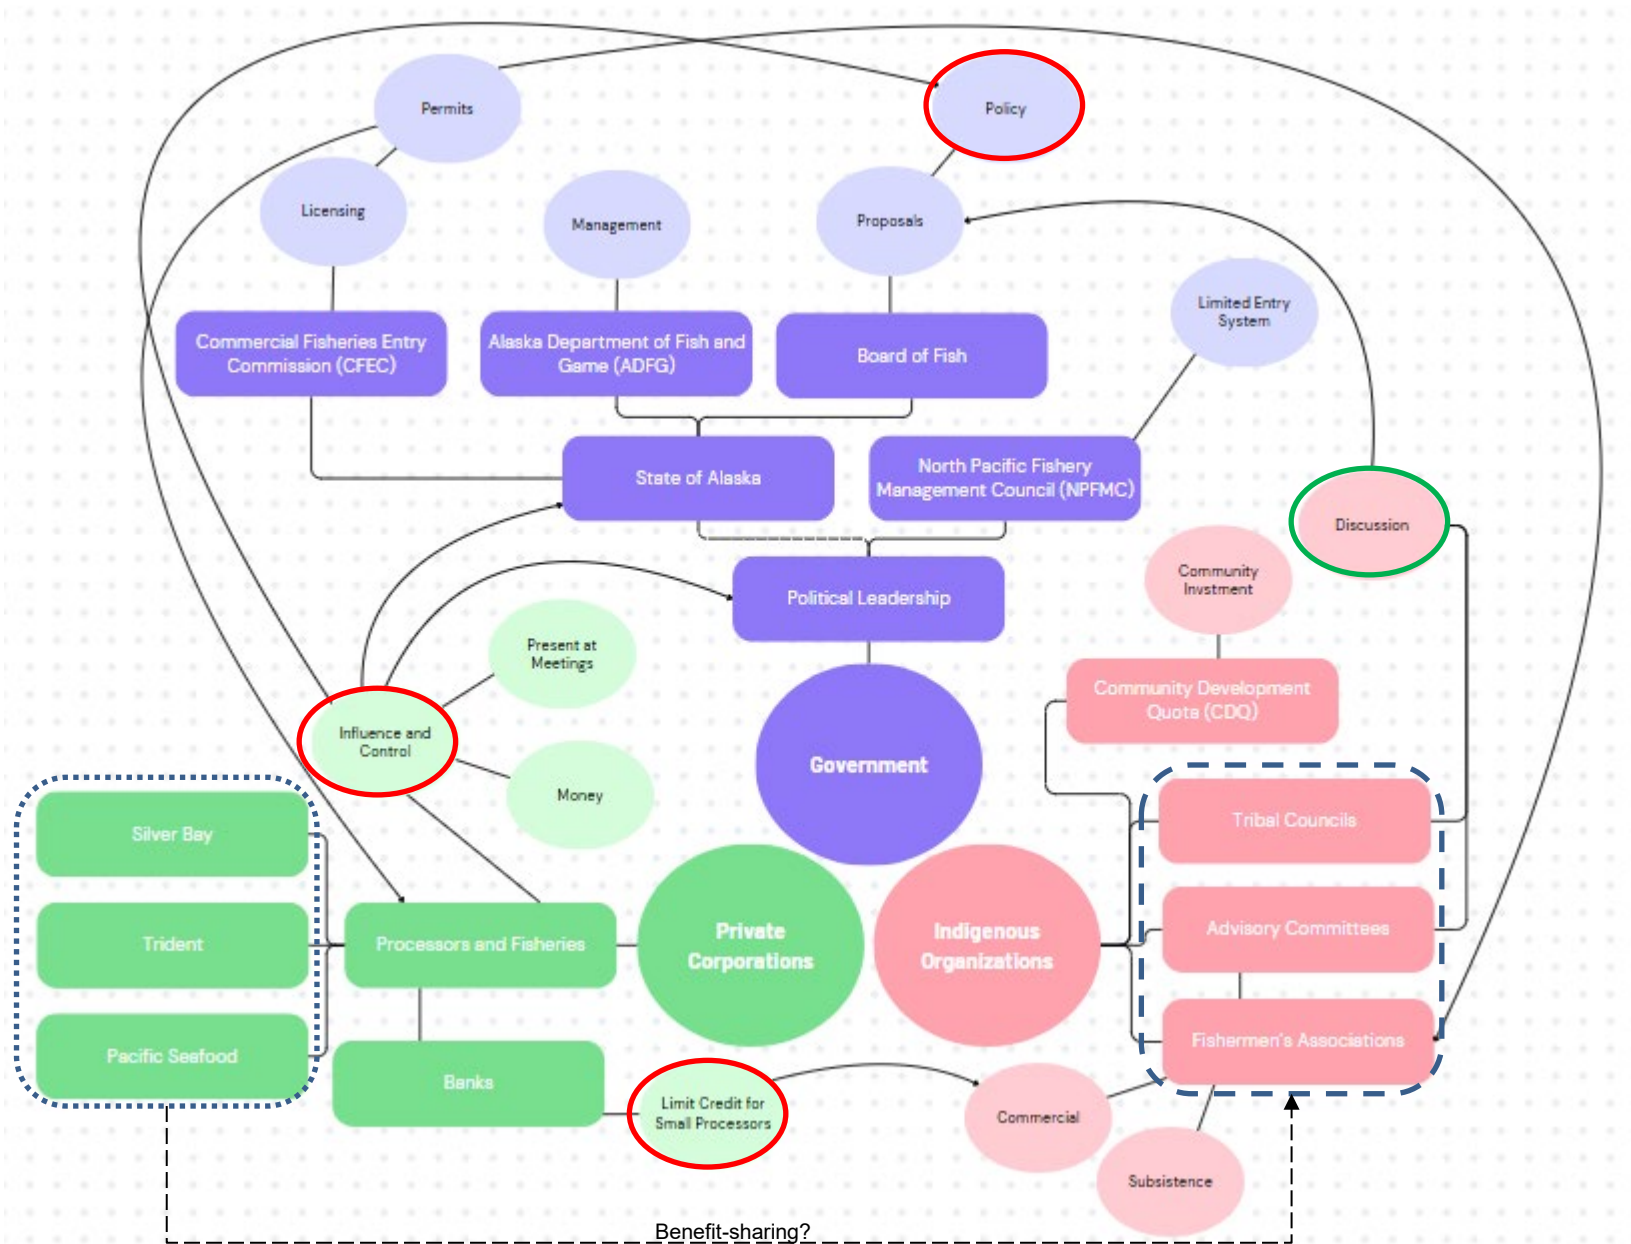 Permits
Policy
Licensing
Management
Proposals
Limited Entry
System
Commercial Fisheries Entry
Commission (CFEC)
Alaska Department of Fish and
Game (ADFG)
Board of Fish
State of Alaska
North Pacific Fishery
Management Council (NPFMC)
Discussion
Community
Invstment
Political Leadership
Present at
Meetings
Community Development
Quota (CDQ)
Influence and
Control
Government
Money
Silver Bay
Tribal Councils
Trident
Processors and Fisheries
Private
Corporations
Indigenous
Organizations
Advisory Committees
Pacific Seafood
Banks
Fishermen's Associations
Limit Credit for
Small Processors
Commercial
Subsistence
Benefit-sharing?